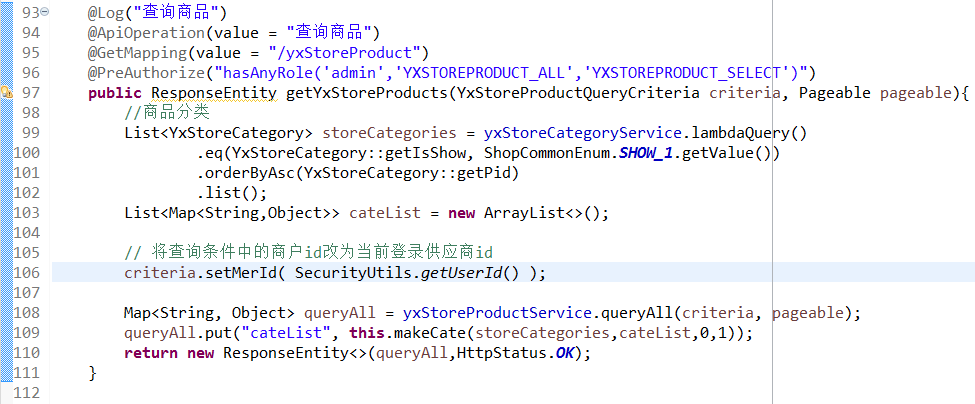 93 @Log("查询商品")
94 @ApiOperation(value = "查询商品")
95 @GetMapping(value = "/yxStoreProduct")
96 @PreAuthorize("hasAnyRole('admin','YXSTOREPRODUCT_ALL','YXSTOREPRODUCT_SELECT')")
97 public ResponseEntity getYxStoreProducts(YxStoreProductQueryCriteria criteria, Pageable pageable){
98 //商品分类
99 List<YxStoreCategory> storeCategories = yxStoreCategoryService.lambdaQuery()
100 .eq(YxStoreCategory::getIsShow, ShopCommonEnum.SHOW_1.getValue())
101 .orderByAsc(YxStoreCategory::getPid)
102 .list();
103 List<Map<String,Object>> cateList = new ArrayList<>();
104
105 // 将查询条件中的商户id改为当前登录供应商id
106 criteria.setMerId( SecurityUtils.getUserId() );
107
108 Map<String, Object> queryAll = yxStoreProductService.queryAll(criteria, pageable);
109 queryAll.put("cateList", this.makeCate(storeCategories,cateList,0,1));
110 return new ResponseEntity<>(queryAll,HttpStatus.OK);
111 }
112